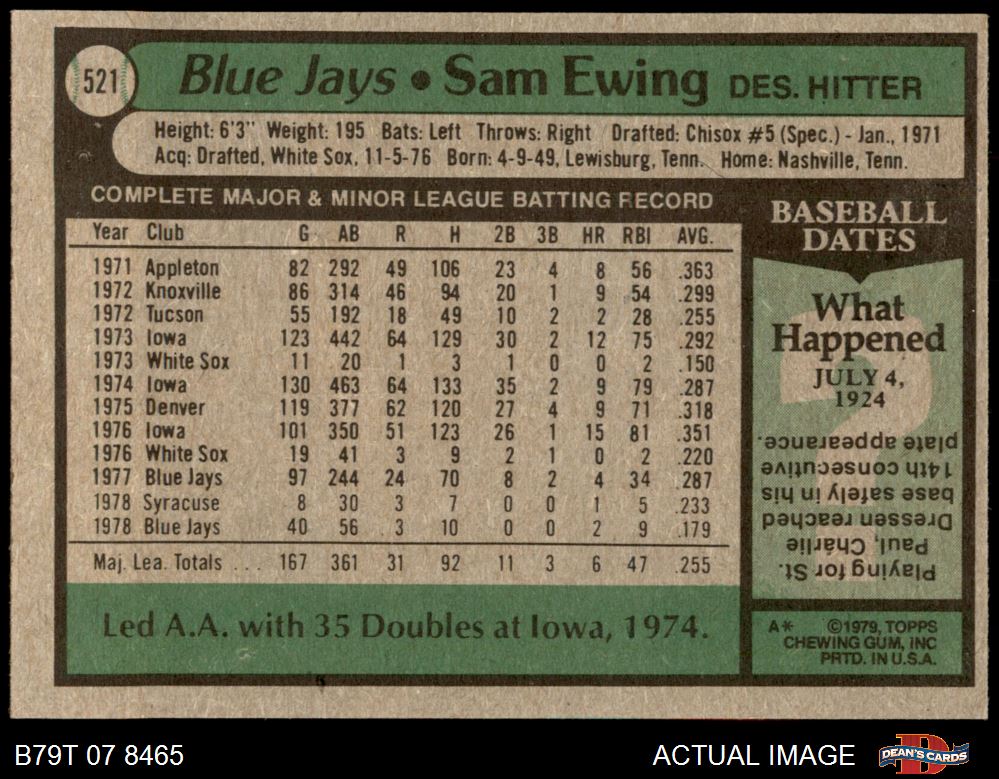 521
Blue Jays • Sam Ewing DES. HITTER
Height: 6'3" Weight: 195 Bats: Left Throws: Right Drafted: Chisox #5 (Spec.) - Jan., 1971
Acq: Drafted, White Sox, 11-5-76 Born: 4-9-49, Lewisburg, Tenn. Home: Nashville, Tenn.
COMPLETE MAJOR & MINOR LEAGUE BATTING RECORD
Year Club G AB R H 2B 3B HR RBI AVG.
1971 Appleton 82 292 49 106 23 4 8 56 .363
1972 Knoxville 86 314 46 94 20 1 9 54 .299
1972 Tucson 55 192 18 49 10 2 2 28 .255
1973 Iowa 123 442 64 129 30 2 12 75 .292
1973 White Sox 11 20 1 3 1 0 0 2 .150
1974 Iowa 130 463 64 133 35 2 9 79 .287
1975 Denver 119 377 62 120 27 4 9 71 .318
1976 Iowa 101 350 51 123 26 1 15 81 .351
1976 White Sox 19 41 3 9 2 1 0 2 .220
1977 Blue Jays 97 244 24 70 8 2 4 34 .287
1978 Syracuse 8 30 3 7 0 0 1 5 .233
1978 Blue Jays 40 56 3 10 0 0 2 9 .179
Maj. Lea. Totals ... 167 361 31 92 11 3 6 47 .255
Led A.A. with 35 Doubles at Iowa, 1974.
BASEBALL
DATES
What
Happened
JULY 4,
1924
?
Playing for St.
Paul, Charlie
Dressen reached
base safely in his
14th consecutive
plate appearance.
A* ©1979, TOPPS
CHEWING GUM, INC
PRTD. IN U.S.A.
B79T 07 8465
ACTUAL IMAGE
DEAN'S CARDS